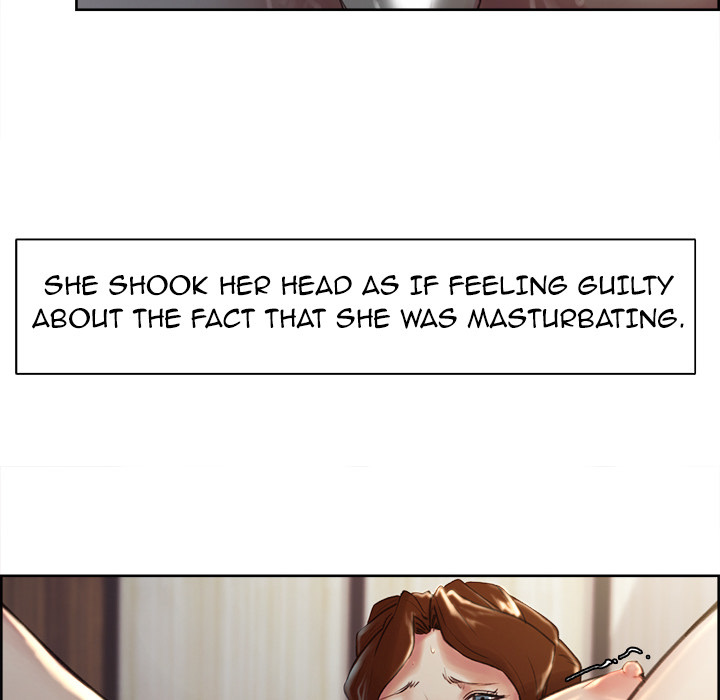 SHE SHOOK HER HEAD AS IF FEELING GUILTY
ABOUT THE FACT THAT SHE WAS MASTURBATING.